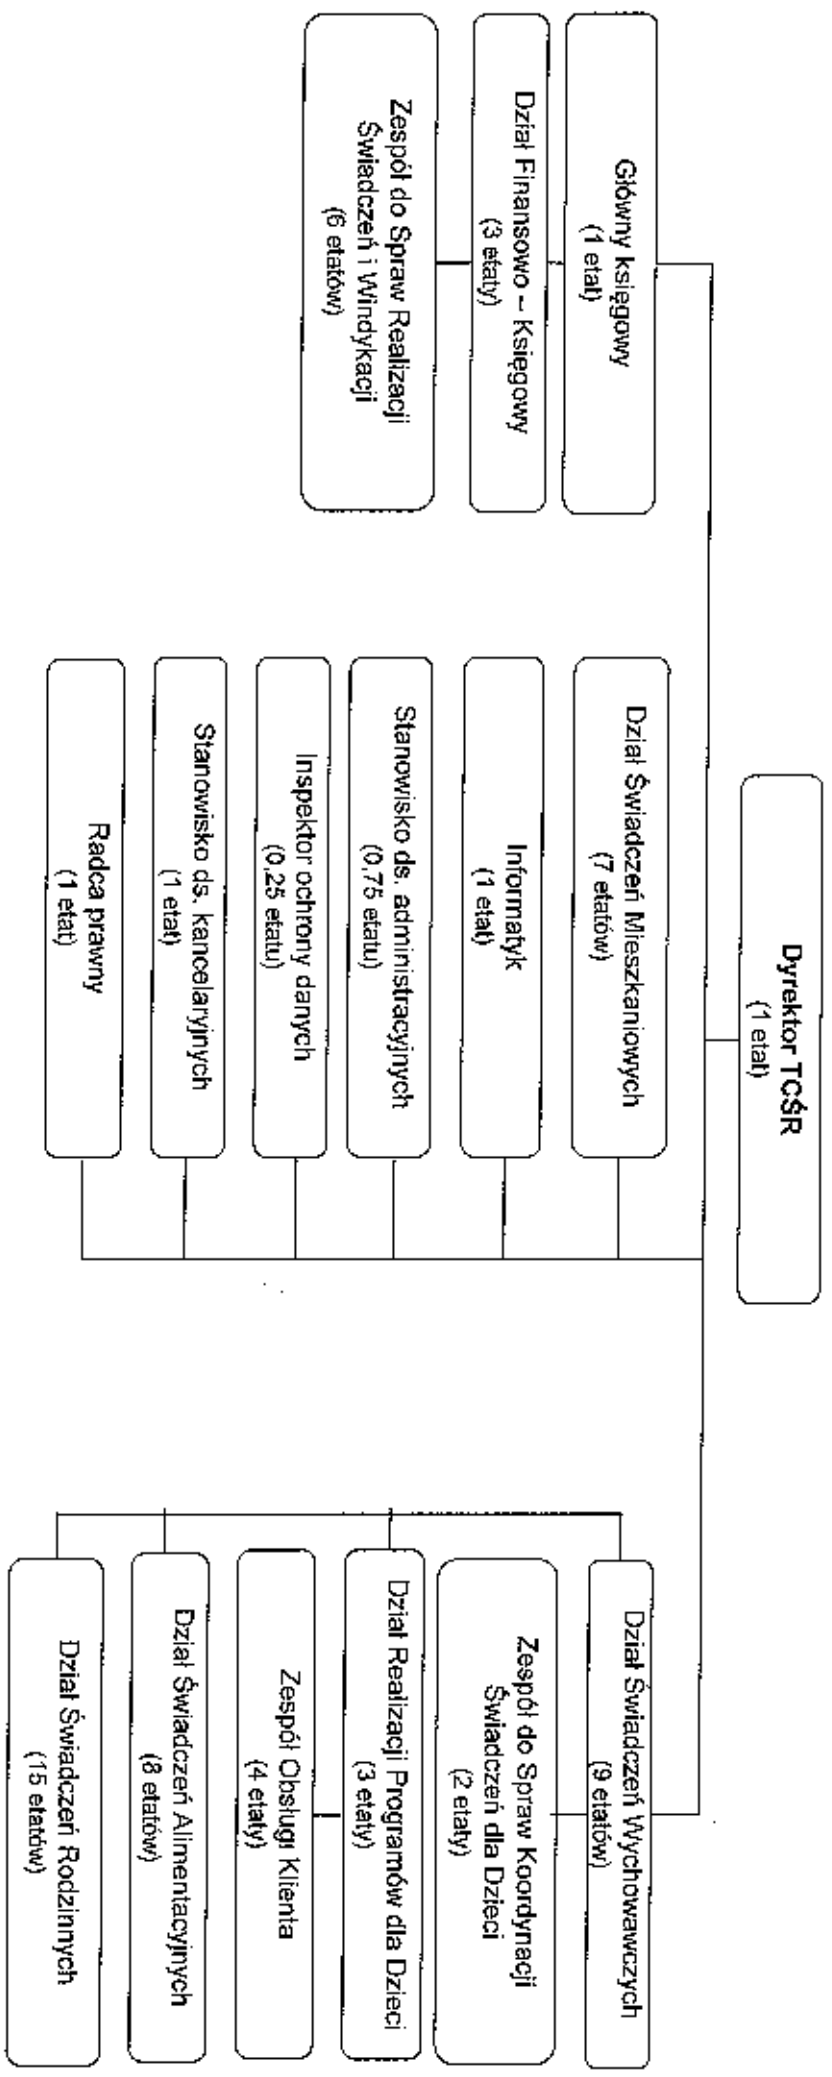 Dyrektor TCŚR
(1 etat)
Główny księgowy
(1 etat)
Dział Finansowo – Księgowy
(3 etaty)
Zespół do Spraw Realizacji
Świadczeń i Windykacji
(6 etatów)
Dział Świadczeń Mieszkaniowych
(7 etatów)
Informatyk
(1 etat)
Stanowisko ds. administracyjnych
(0,75 etatu)
Inspektor ochrony danych
(0,25 etatu)
Stanowisko ds. kancelaryjnych
(1 etat)
Radca prawny
(1 etat)
Dział Świadczeń Wychowawczych
(9 etatów)
Zespół do Spraw Koordynacji
Świadczeń dla Dzieci
(2 etaty)
Dział Realizacji Programów dla Dzieci
(3 etaty)
Zespół Obsługi Klienta
(4 etaty)
Dział Świadczeń Alimentacyjnych
(8 etatów)
Dział Świadczeń Rodzinnych
(15 etatów)